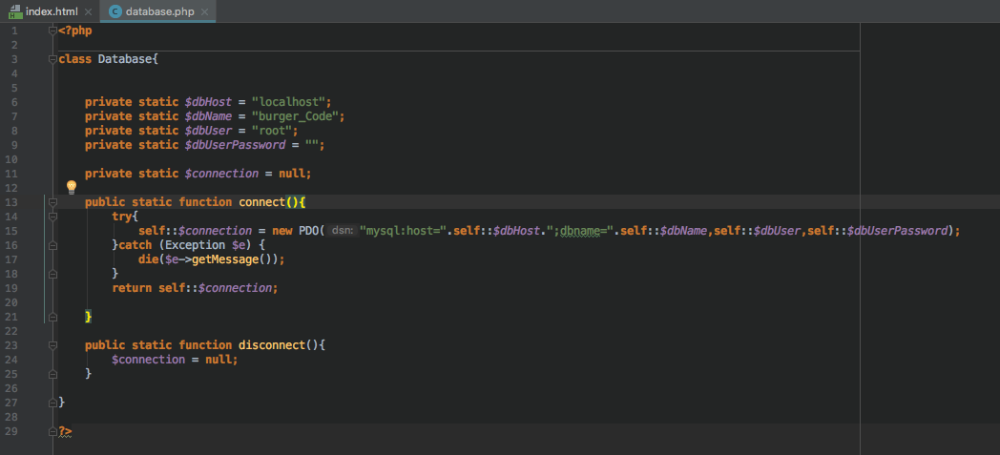 index.html database.php
1 <?php
2
3 class Database{
4
5
6     private static $dbHost = "localhost";
7     private static $dbName = "burger_Code";
8     private static $dbUser = "root";
9     private static $dbUserPassword = "";
10
11     private static $connection = null;
12
13     public static function connect(){
14         try{
15             self::$connection = new PDO( dsn: "mysql:host=".self::$dbHost.";dbname=".self::$dbName,self::$dbUser,self::$dbUserPassword);
16         }catch (Exception $e) {
17             die($e->getMessage());
18         }
19         return self::$connection;
20
21     }
22
23     public static function disconnect(){
24         $connection = null;
25     }
26
27 }
28
29 ?>